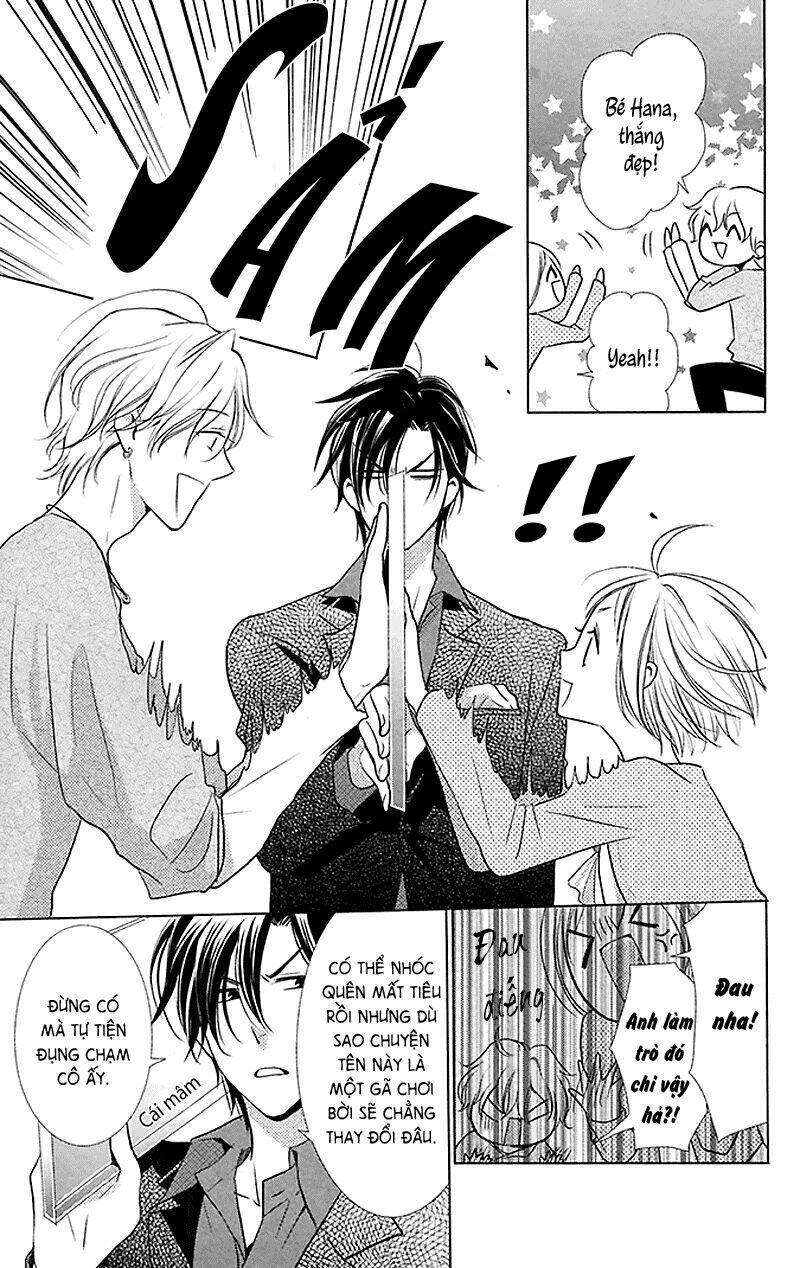 Bé Hana,
thắng
đẹp!
Yeah!!
SẦM
!!
Đau
nha!
Anh làm
trò đó
chi vậy
hả?!
Đau
điếng
CÓ THỂ NHÓC
QUÊN MẤT TIÊU
RỒI NHƯNG DÙ
SAO CHUYỆN
TÊN NÀY LÀ
MỘT GÃ CHƠI
BỜI SẼ CHẲNG
THAY ĐỔI ĐÂU.
Cái mâm
ĐỪNG CÓ
MÀ TỰ TIỆN
ĐỤNG CHẠM
CÔ ẤY.